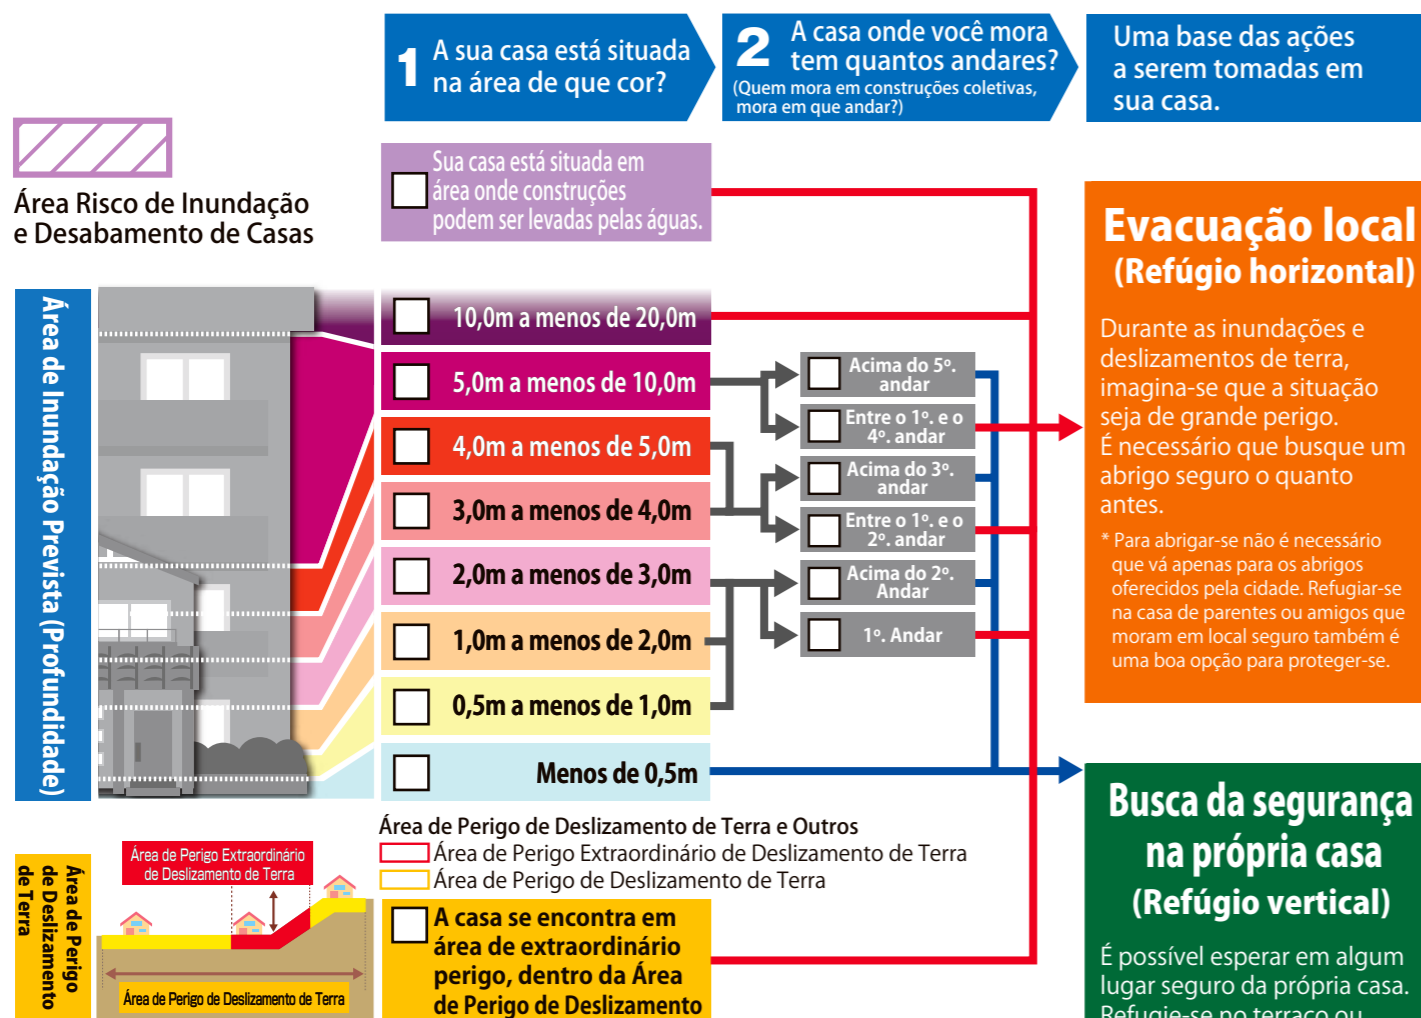 1 A sua casa está situada
na área de que cor?
2 A casa onde você mora
tem quantos andares?
(Quem mora em construções coletivas,
mora em que andar?)
Uma base das ações
a serem tomadas em
sua casa.
Área Risco de Inundação
e Desabamento de Casas
Sua casa está situada em
área onde construções
podem ser levadas pelas águas.
Área de Inundação Prevista (Profundidade)
10,0m a menos de 20,0m
5,0m a menos de 10,0m
4,0m a menos de 5,0m
3,0m a menos de 4,0m
2,0m a menos de 3,0m
1,0m a menos de 2,0m
0,5m a menos de 1,0m
Menos de 0,5m
Acima do 5º.
andar
Entre o 1º. e o
4º. andar
Acima do 3º.
andar
Entre o 1º. e o
2º. andar
Acima do 2º.
Andar
1º. Andar
Evacuação local
(Refúgio horizontal)
Durante as inundações e
deslizamentos de terra,
imagina-se que a situação
seja de grande perigo.
É necessário que busque um
abrigo seguro o quanto
antes.
* Para abrigar-se não é necessário
que vá apenas para os abrigos
oferecidos pela cidade. Refugiar-se
na casa de parentes ou amigos que
moram em local seguro também é
uma boa opção para proteger-se.
Área de Perigo
de Deslizamento
de Terra
Área de Perigo Extraordinário
de Deslizamento de Terra
Área de Perigo de Deslizamento de Terra
Área de Perigo de Deslizamento de Terra e Outros
Área de Perigo Extraordinário de Deslizamento de Terra
Área de Perigo de Deslizamento de Terra
A casa se encontra em
área de extraordinário
perigo, dentro da Área
de Perigo de Deslizamento
Busca da segurança
na própria casa
(Refúgio vertical)
É possível esperar em algum
lugar seguro da própria casa.
Refugie-se no terraço ou